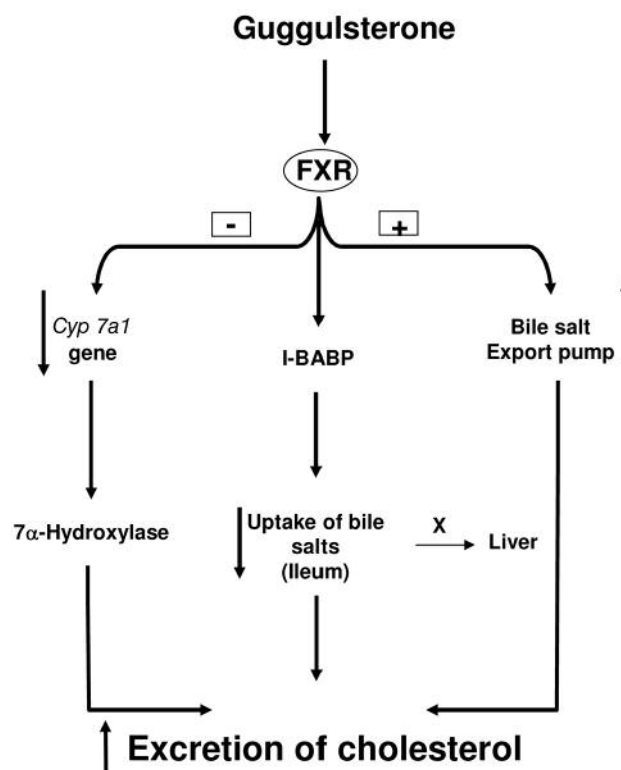 Guggulsterone
FXR
-
+
Cyp 7a1
gene
I-BABP
Bile salt
Export pump
7α-Hydroxylase
Uptake of bile
salts
(Ileum)
X
Liver
Excretion of cholesterol